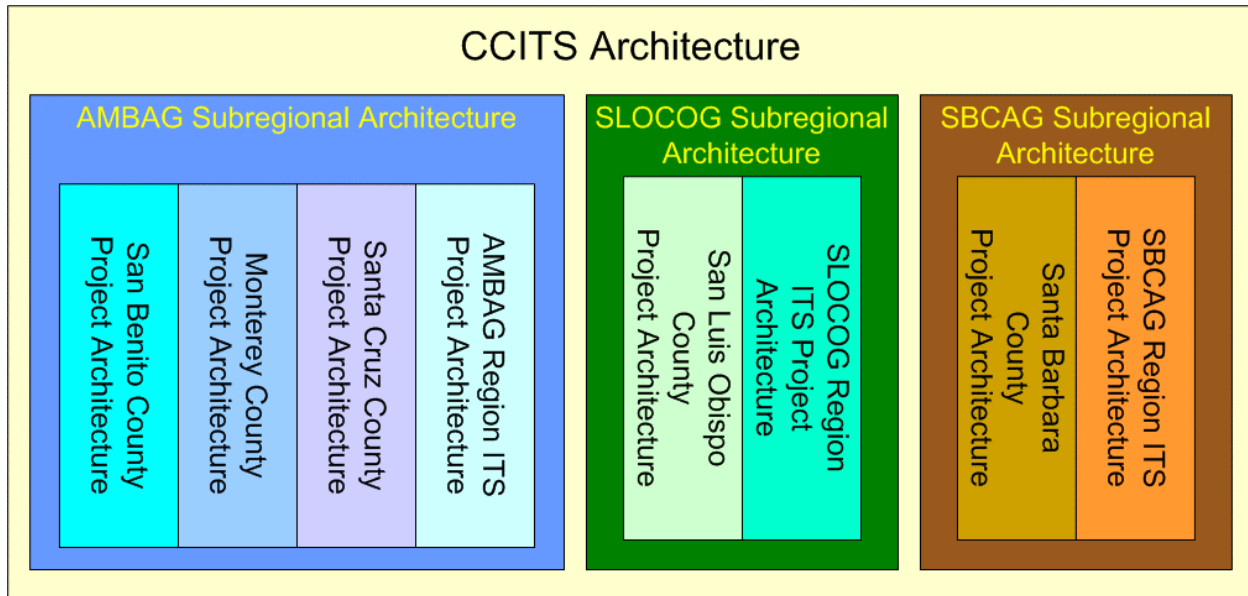 CCITS Architecture
AMBAG Subregional Architecture
San Benito County
Project Architecture
Monterey County
Project Architecture
Santa Cruz County
Project Architecture
AMBAG Region ITS
Project Architecture
SLOCOG Subregional
Architecture
San Luis Obispo
County
Project Architecture
SLOCOG Region
ITS Project
Architecture
SBCAG Subregional
Architecture
Santa Barbara
County
Project Architecture
SBCAG Region ITS
Project Architecture